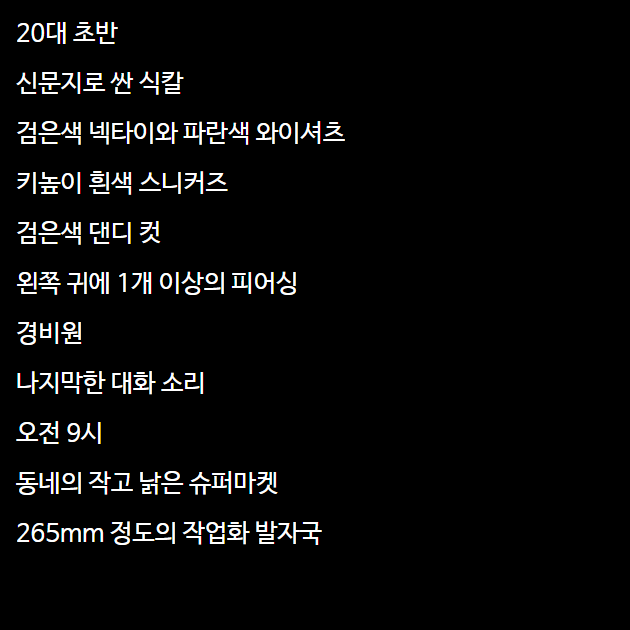 20대 초반
신문지로 싼 식칼
검은색 넥타이와 파란색 와이셔츠
키높이 흰색 스니커즈
검은색 댄디 컷
왼쪽 귀에 1개 이상의 피어싱
경비원
나지막한 대화 소리
오전 9시
동네의 작고 낡은 슈퍼마켓
265mm 정도의 작업화 발자국